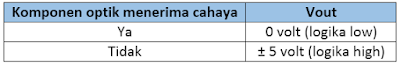 Komponen optik menerima cahaya Vout
Ya 0 volt (logika low)
Tidak ± 5 volt (logika high)